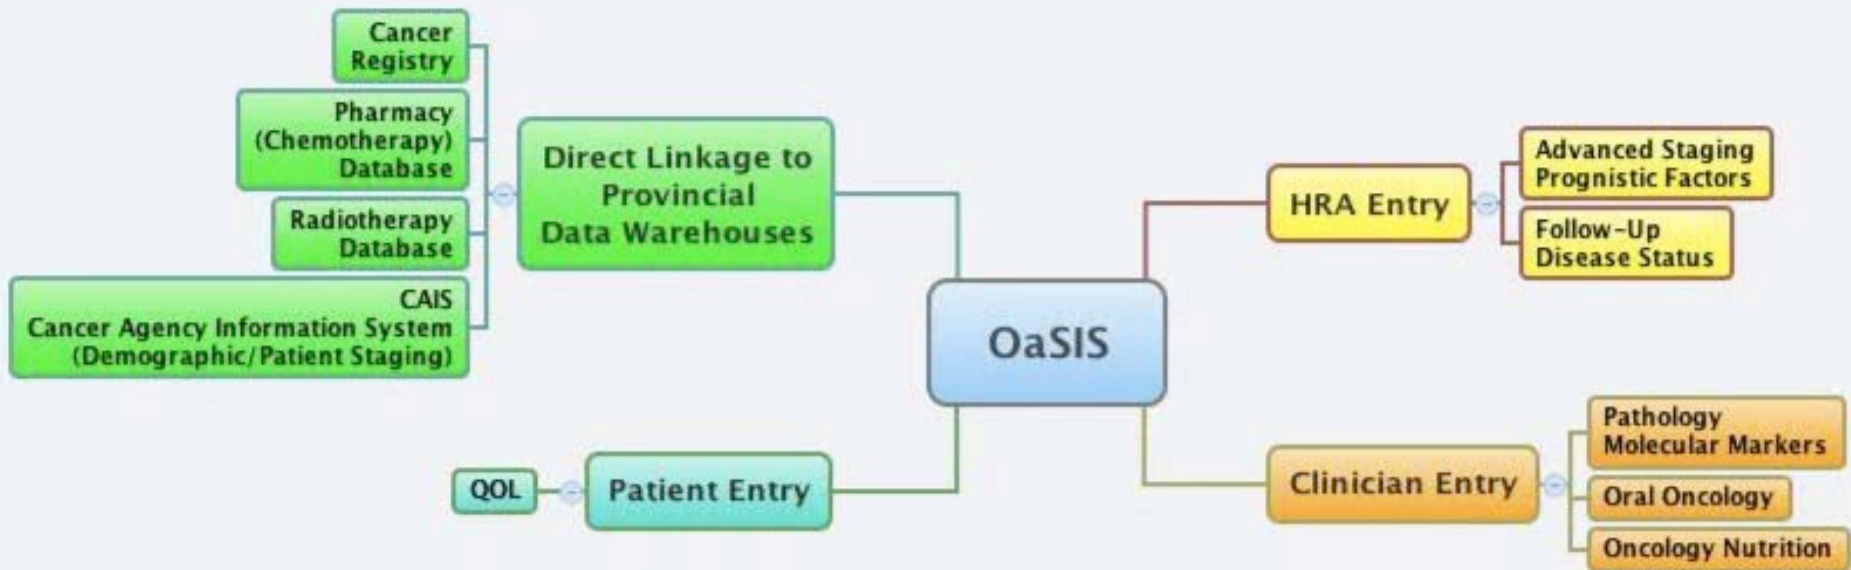 Cancer
Registry
Pharmacy
(Chemotherapy)
Database
Radiotherapy
Database
CAIS
Cancer Agency Information System
(Demographic/Patient Staging)
Direct Linkage to
Provincial
Data Warehouses
QOL
Patient Entry
OaSIS
HRA Entry
Advanced Staging
Prognistic Factors
Follow-Up
Disease Status
Clinician Entry
Pathology
Molecular Markers
Oral Oncology
Oncology Nutrition